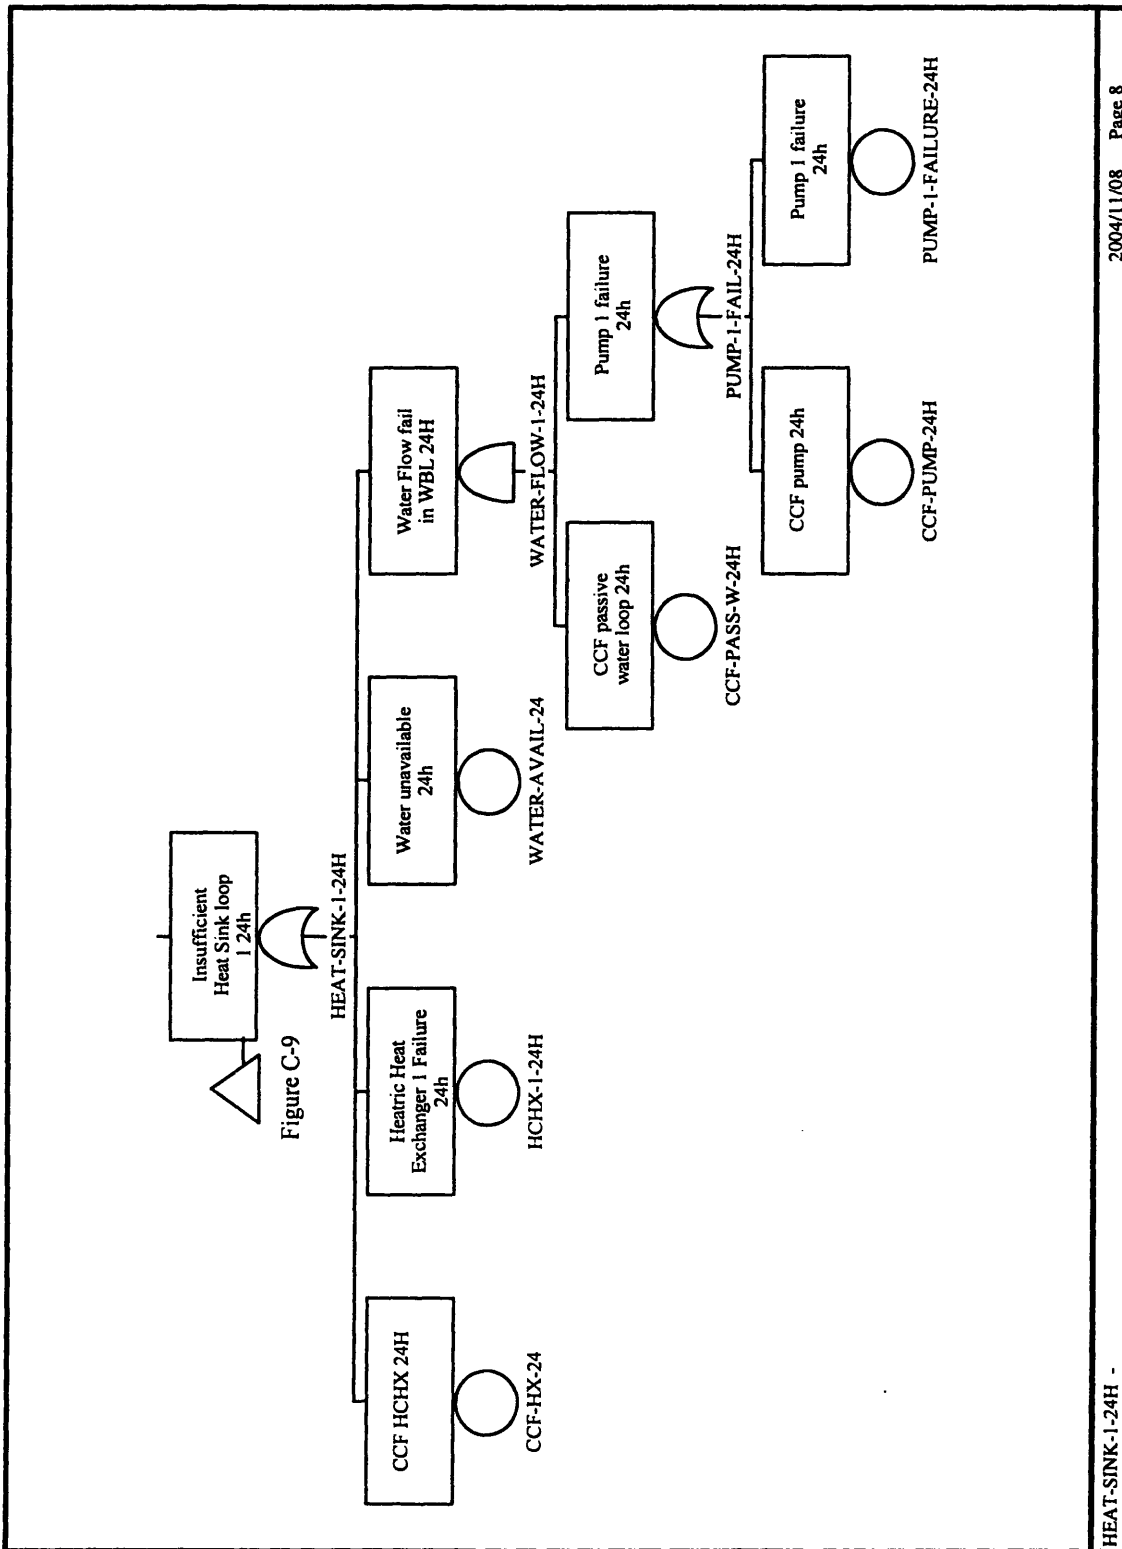 Insufficient
Heat Sink loop
1 24h
Figure C-9
HEAT-SINK-1-24H
CCF HCHX 24H
CCF-HX-24
Heatric Heat
Exchanger 1 Failure
24h
HCHX-1-24H
Water unavailable
24h
WATER-AVAIL-24
Water Flow fail
in WBL 24H
WATER-FLOW-1-24H
CCF passive
water loop 24h
CCF-PASS-W-24H
Pump 1 failure
24h
PUMP-1-FAIL-24H
CCF pump 24h
CCF-PUMP-24H
Pump 1 failure
24h
PUMP-1-FAILURE-24H
HEAT-SINK-1-24H -
2004/11/08 Page 8